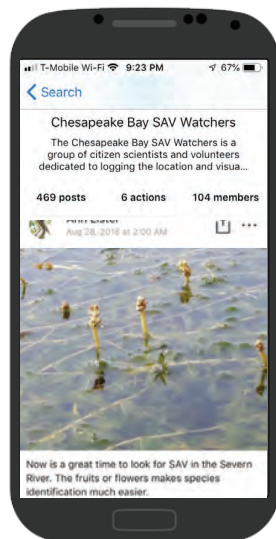 T-Mobile Wi-Fi 9:23 PM 67%
Search
Chesapeake Bay SAV Watchers
The Chesapeake Bay SAV Watchers is a
group of citizen scientists and volunteers
dedicated to logging the location and visua...
469 posts 6 actions 104 members
Ann Lister
Aug 28, 2018 at 2:00 AM
Now is a great time to look for SAV in the Severn
River. The fruits or flowers makes species
identification much easier.